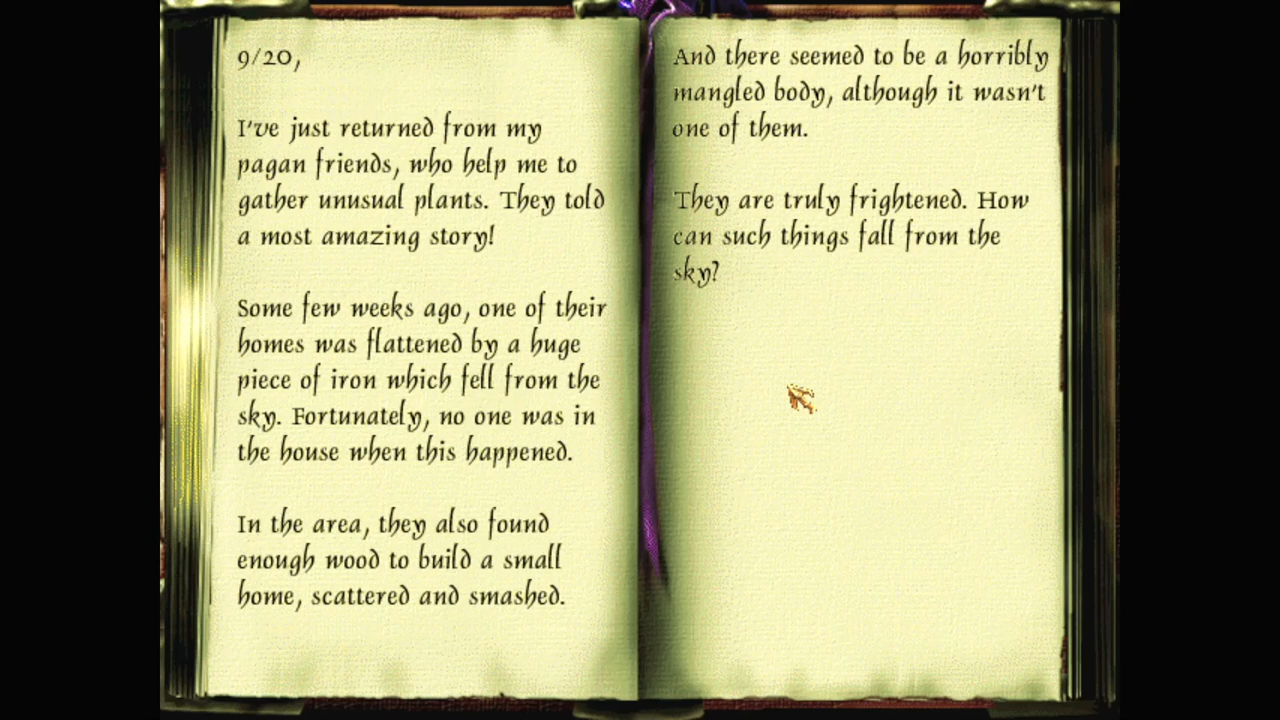 9/20,
I've just returned from my
pagan friends, who help me to
gather unusual plants. They told
a most amazing story!
Some few weeks ago, one of their
homes was flattened by a huge
piece of iron which fell from the
sky. Fortunately, no one was in
the house when this happened.
In the area, they also found
enough wood to build a small
home, scattered and smashed.
And there seemed to be a horribly
mangled body, although it wasn't
one of them.
They are truly frightened. How
can such things fall from the
sky?